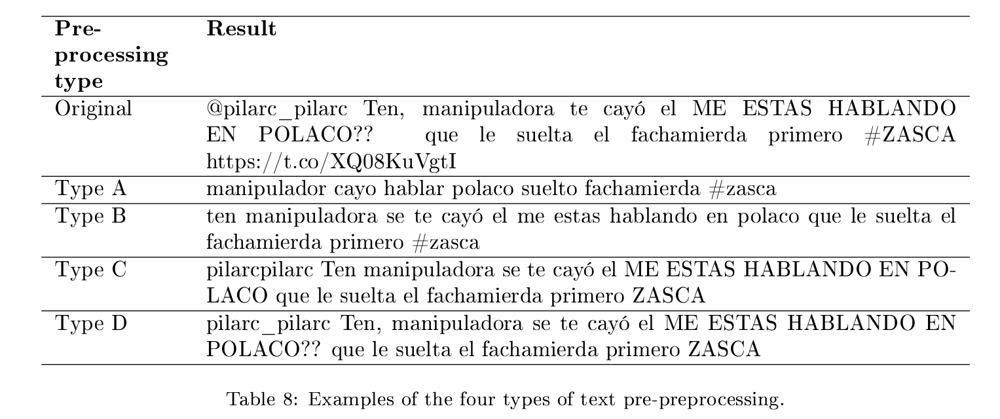 Pre-
processing
type
Result
Original
@pilarc_pilarc Ten, manipuladora te cayó el ME ESTAS HABLANDO
EN POLACO?? que le suelta el fachamierda primero #ZASCA
https://t.co/XQ08KuVgtI
Type A
manipulador cayo hablar polaco suelto fachamierda #zasca
Type B
ten manipuladora se te cayó el me estas hablando en polaco que le suelta el
fachamierda primero #zasca
Type C
pilarcpilarc Ten manipuladora se te cayó el ME ESTAS HABLANDO EN PO-
LACO que le suelta el fachamierda primero ZASCA
Type D
pilarc_pilarc Ten, manipuladora se te cayó el ME ESTAS HABLANDO EN
POLACO?? que le suelta el fachamierda primero ZASCA
Table 8: Examples of the four types of text pre-preprocessing.